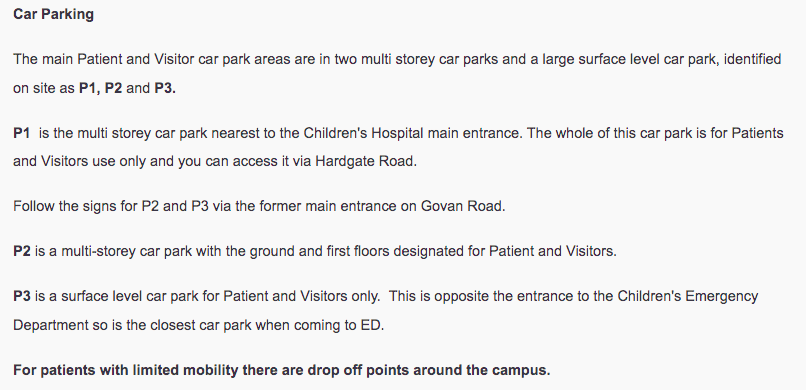 Car Parking
The main Patient and Visitor car park areas are in two multi storey car parks and a large surface level car park, identified
on site as P1, P2 and P3.
P1  is the multi storey car park nearest to the Children's Hospital main entrance. The whole of this car park is for Patients
and Visitors use only and you can access it via Hardgate Road.
Follow the signs for P2 and P3 via the former main entrance on Govan Road.
P2 is a multi-storey car park with the ground and first floors designated for Patient and Visitors.
P3 is a surface level car park for Patient and Visitors only.  This is opposite the entrance to the Children's Emergency
Department so is the closest car park when coming to ED.
For patients with limited mobility there are drop off points around the campus.